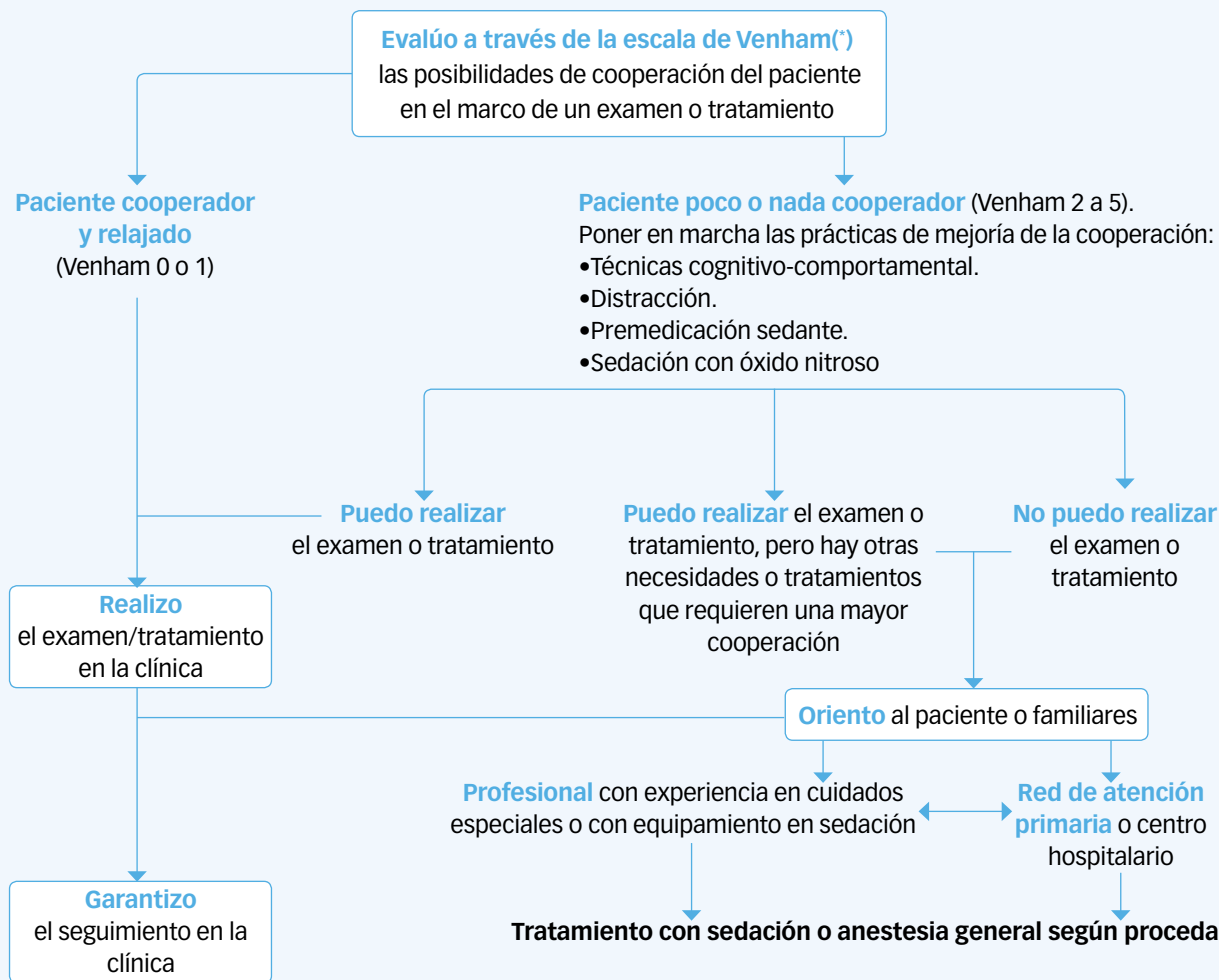 Evalúo a través de la escala de Venham(*)
las posibilidades de cooperación del paciente
en el marco de un examen o tratamiento
Paciente cooperador
y relajado
(Venham 0 o 1)
Paciente poco o nada cooperador (Venham 2 a 5).
Poner en marcha las prácticas de mejoría de la cooperación:
•Técnicas cognitivo-comportamental.
•Distracción.
•Premedicación sedante.
•Sedación con óxido nitroso
Puedo realizar
el examen o tratamiento
Puedo realizar el examen o
tratamiento, pero hay otras
necesidades o tratamientos
que requieren una mayor
cooperación
No puedo realizar
el examen o
tratamiento
Realizo
el examen/tratamiento
en la clínica
Oriento al paciente o familiares
Profesional con experiencia en cuidados
especiales o con equipamiento en sedación
Red de atención
primaria o centro
hospitalario
Garantizo
el seguimiento en la
clínica
Tratamiento con sedación o anestesia general según proceda